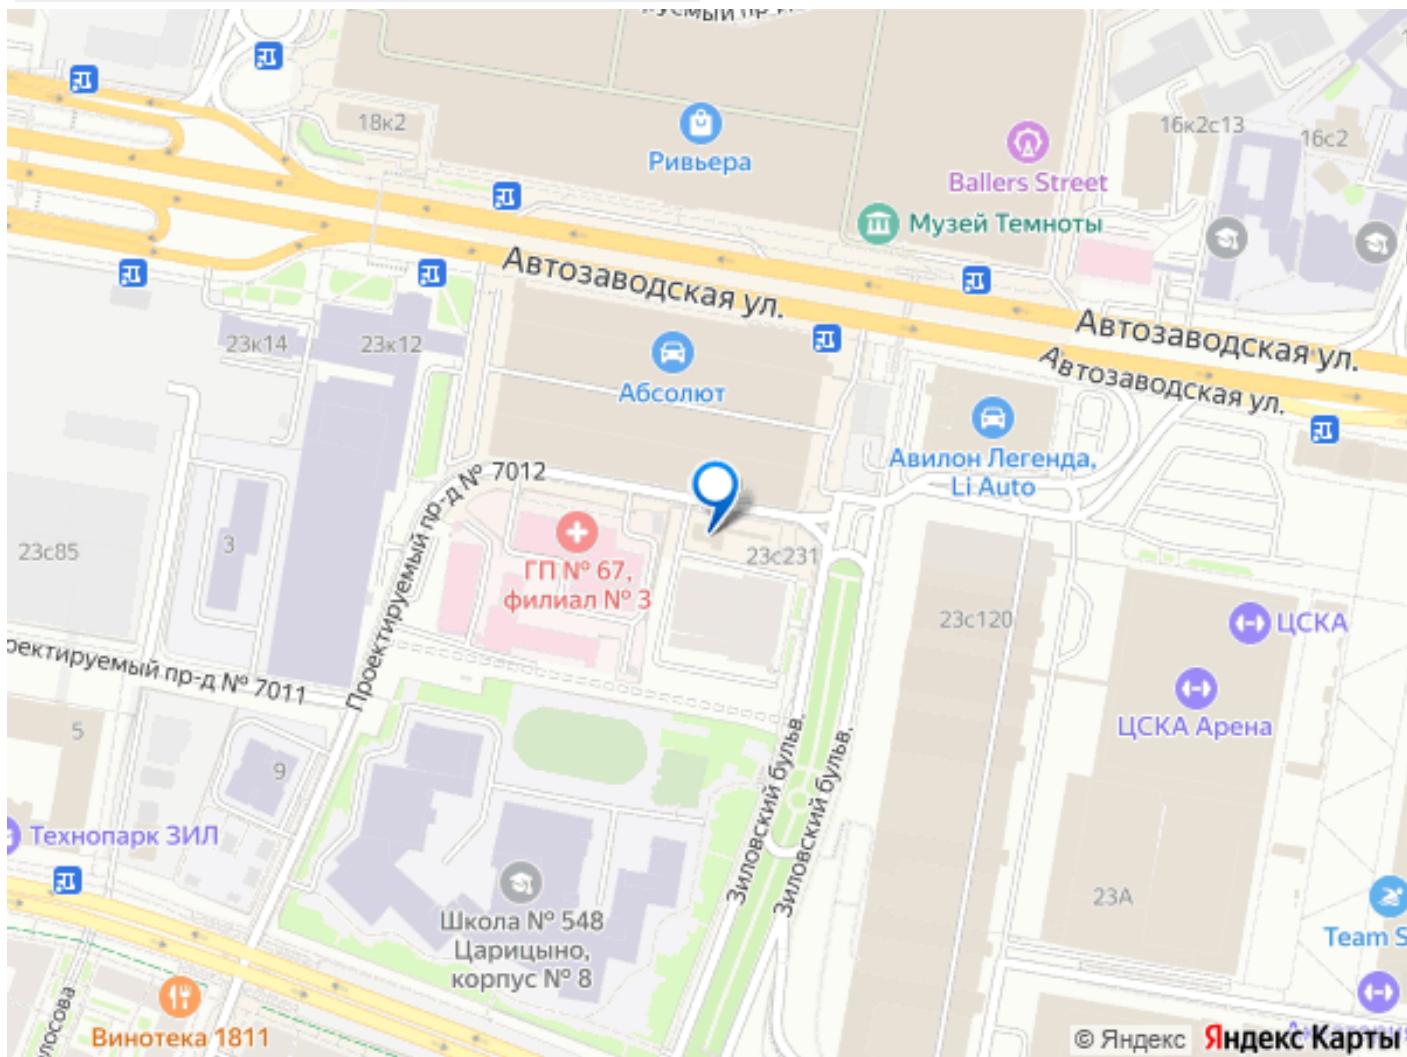 18к2
Ривьера
Ballers Street
16к2с13
16с2
Музей Темноты
Автозаводская ул.
Автозаводская ул.
Автозаводская ул.
23к14
23к12
Абсолют
Авилон Легенда,
Li Auto
Проектируемый пр-д № 7012
23с85
3
ГП № 67,
филиал № 3
23с231
23с120
ЦСКА
ЦСКА Арена
ректируемый пр-д № 7011
5
9
Технопарк ЗИЛ
Зиловский бульв.
Зиловский бульв.
23А
Школа № 548
Царицыно,
корпус № 8
Team S
Винотека 1811
лосова
© Яндекс Яндекс Карты